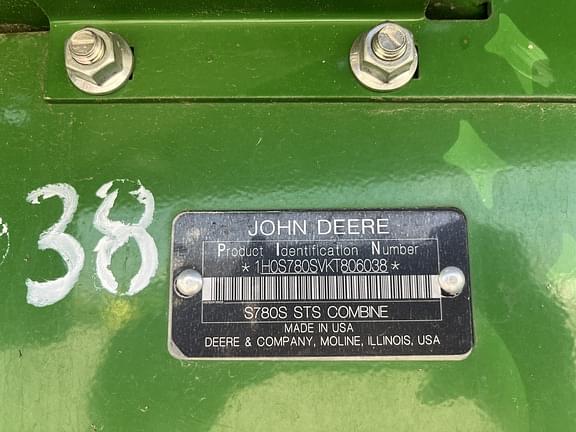 38
JOHN DEERE
Product Identification Number
* 1H0S780SVKT806038 *
S780S STS COMBINE
MADE IN USA
DEERE & COMPANY, MOLINE, ILLINOIS, USA